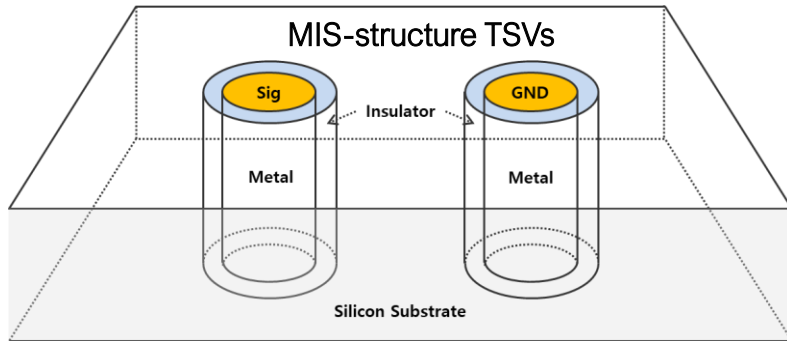 MIS-structure TSVs
Sig
GND
Insulator
Metal
Metal
Silicon Substrate